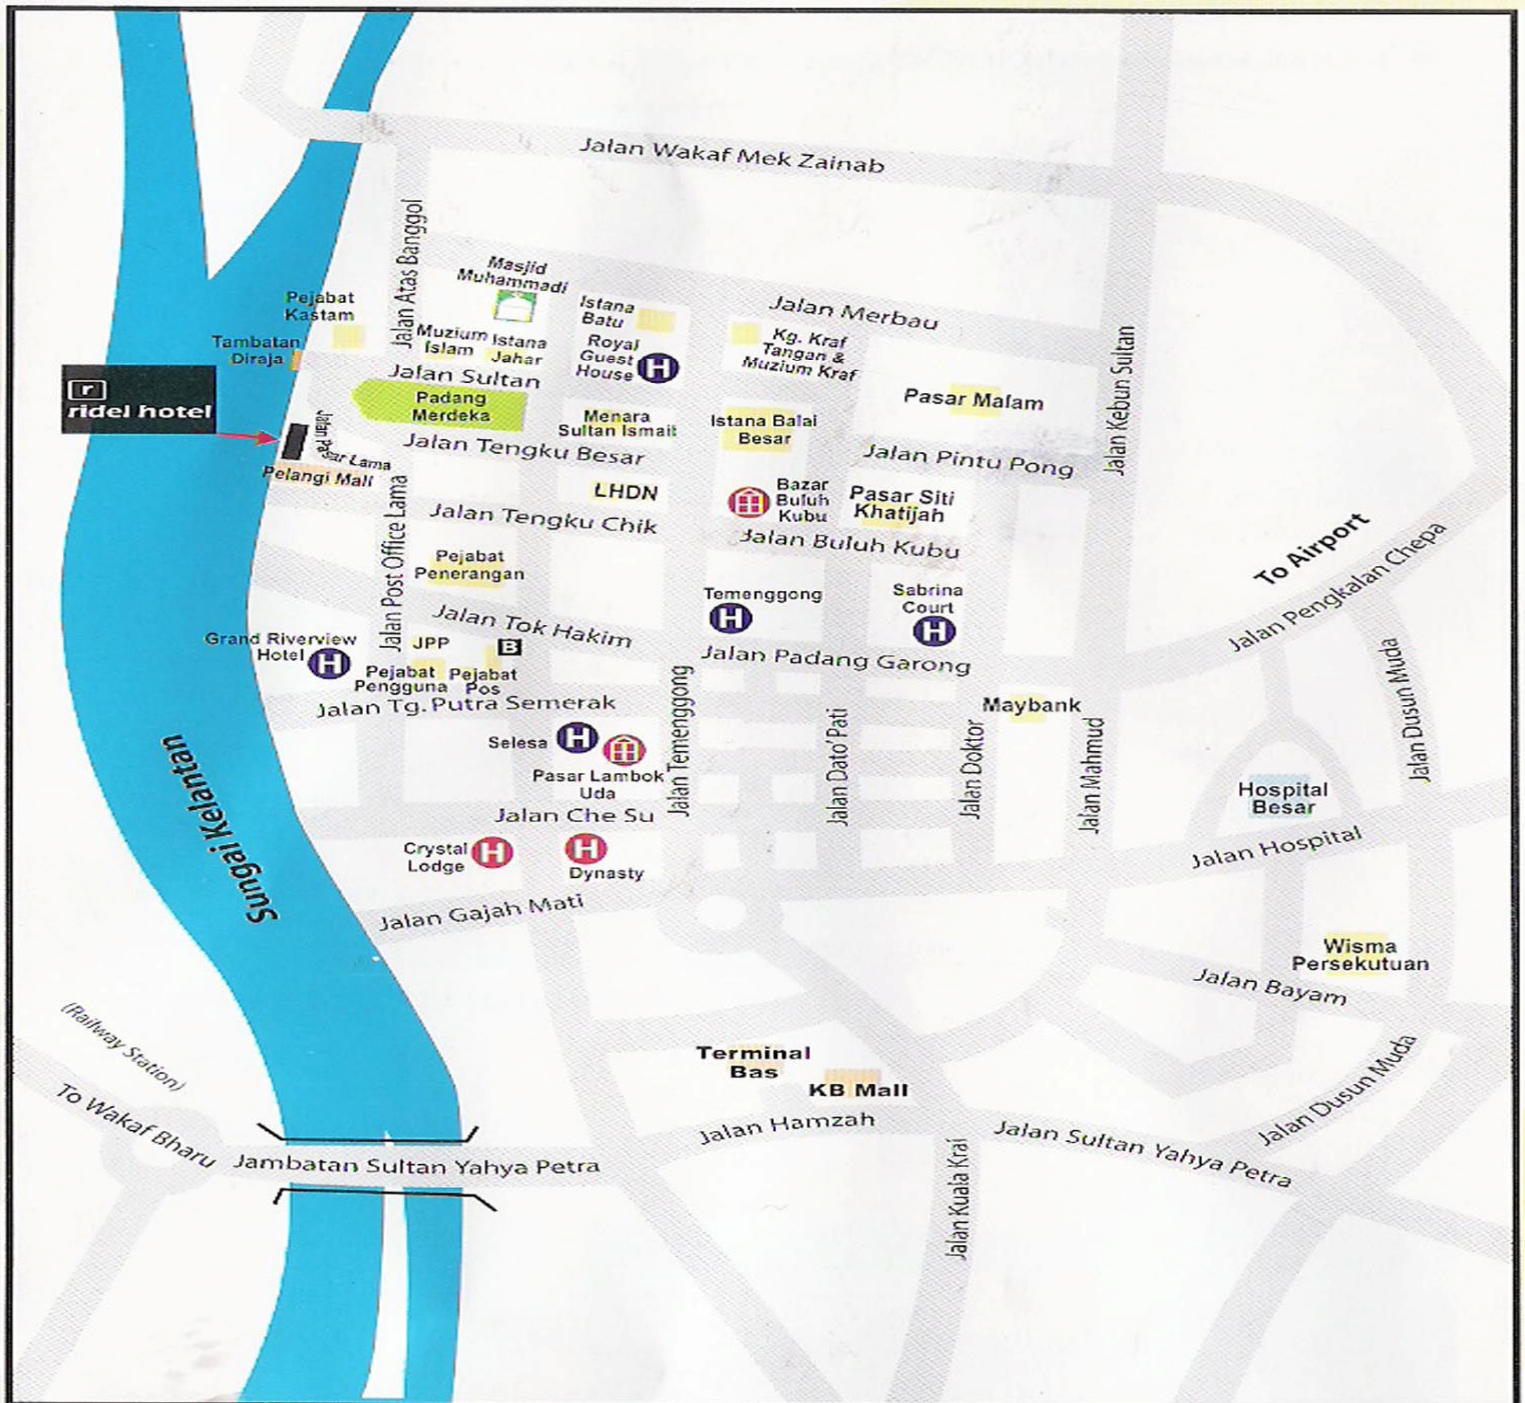 Jalan Wakaf Mek Zainab
Jalan Atas Banggol
Masjid
Muhammadi
Pejabat
Kastam
Istana
Batu
Jalan Merbau
Tambatan
Diraja
Muzium
Islam
Istana
Jahar
Royal
Guest
House
H
Kg. Kraf
Tangan &
Muzium Kraf
Jalan Kebun Sultan
r
ridel hotel
Jalan Sultan
Padang
Merdeka
Menara
Sultan Ismail
Istana Balai
Besar
Pasar Malam
Jalan Pasar Lama
Pelangi Mall
Jalan Tengku Besar
Jalan Pintu Pong
LHDN
Bazar
Buluh
Kubu
Pasar Siti
Khatijah
Jalan Post Office Lama
Jalan Tengku Chik
Jalan Buluh Kubu
To Airport
Jalan Pengkalan Chepa
Pejabat
Penerangan
Temenggong
H
Sabrina
Court
H
Jalan Tok Hakim
Grand Riverview
Hotel
H
JPP
B
Pejabat
Pengguna
Pejabat
Pos
Jalan Padang Garong
Jalan Dusun Muda
Jalan Tg. Putra Semerak
Maybank
Sungai Kelantan
Selesa
H
Pasar Lambok
Uda
Jalan Temenggong
Jalan Dato'Pati
Jalan Doktor
Jalan Mahmud
Hospital
Besar
Jalan Che Su
Crystal
Lodge
H
H
Dynasty
Jalan Hospital
Jalan Gajah Mati
Wisma
Persekutuan
Jalan Bayam
(Railway Station)
To Wakaf Bharu
Terminal
Bas
KB Mall
Jalan Hamzah
Jalan Dusun Muda
Jambatan Sultan Yahya Petra
Jalan Kuala Krai
Jalan Sultan Yahya Petra